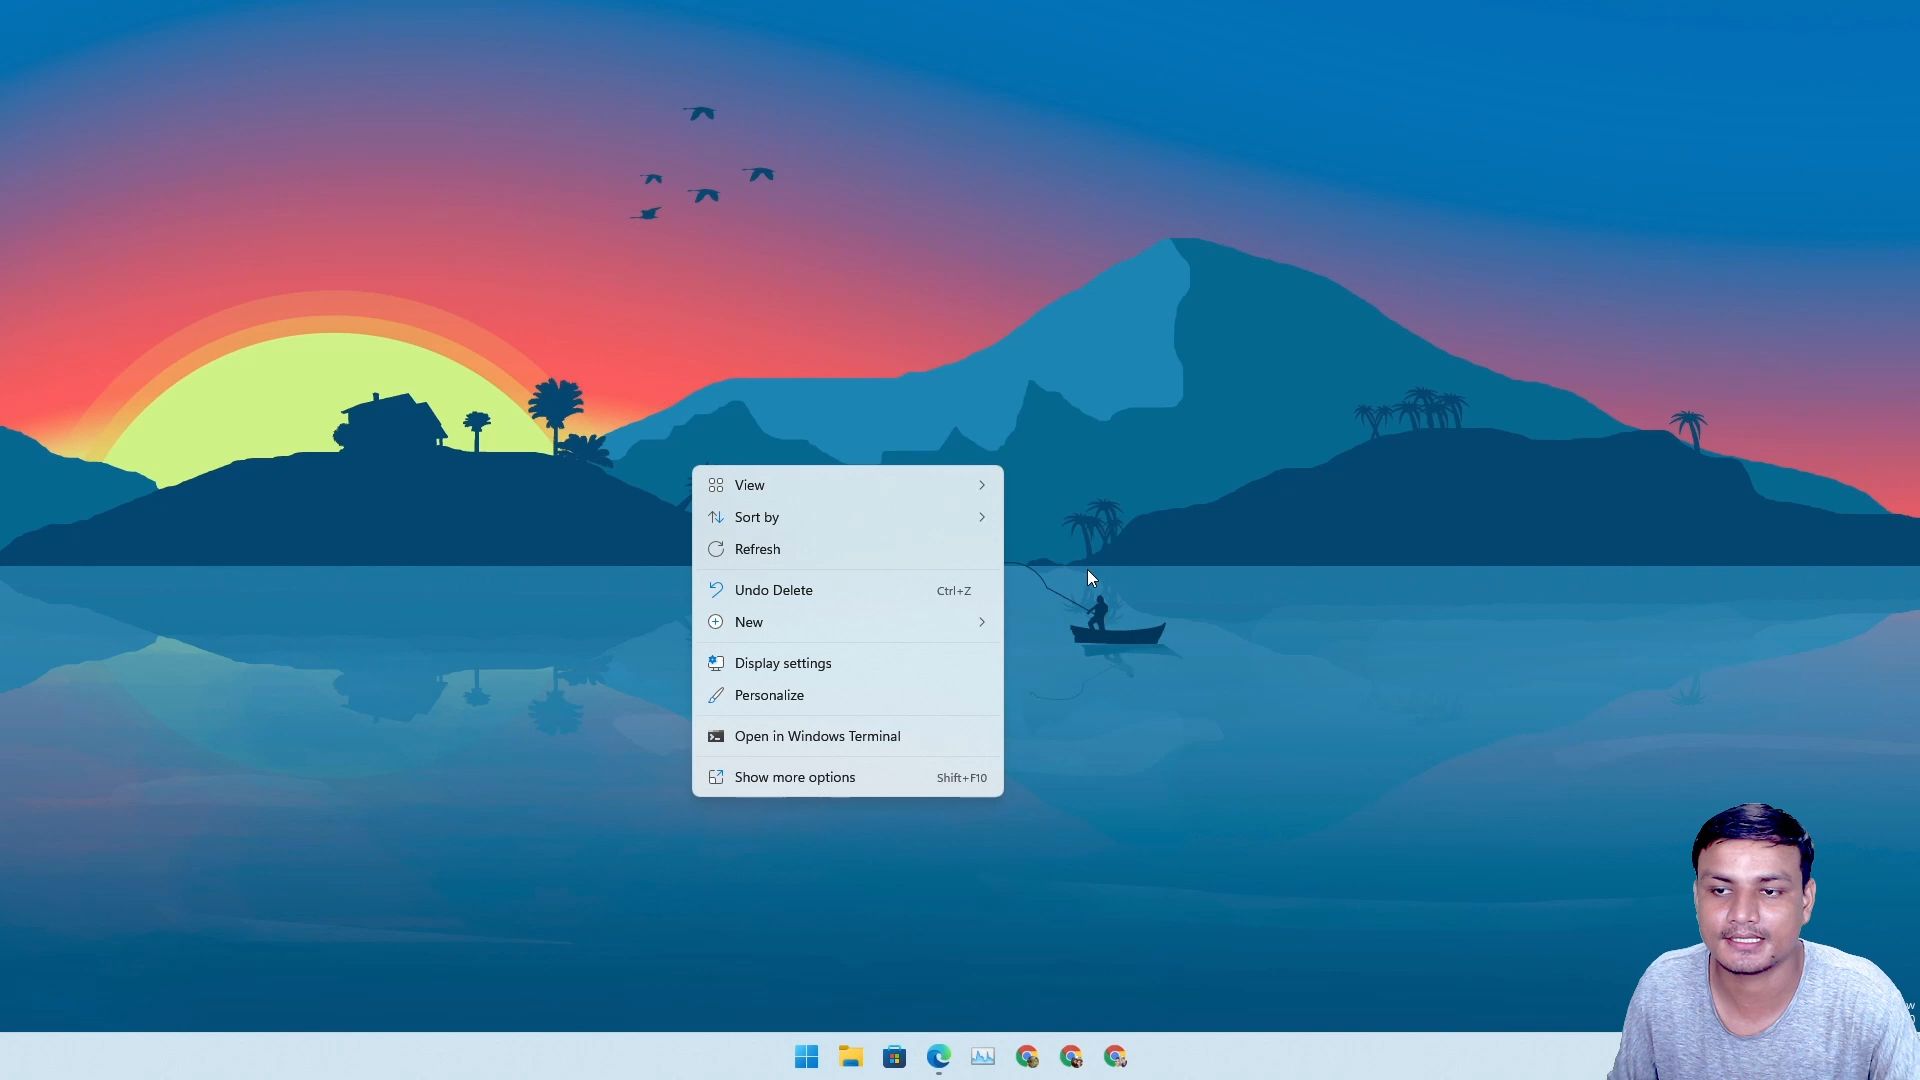 View
Sort by
Refresh
Undo Delete Ctrl+Z
New
Display settings
Personalize
Open in Windows Terminal
Show more options Shift+F10